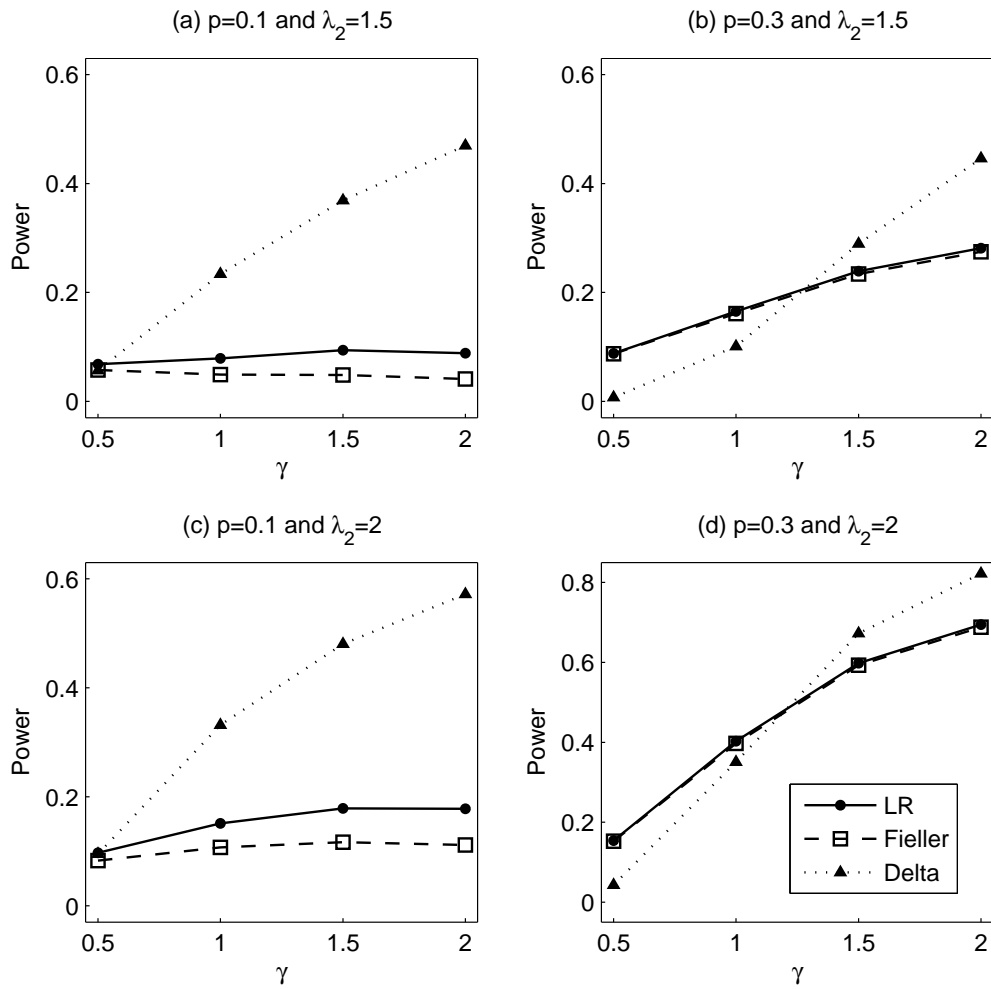 (a) p=0.1 and λ₂=1.5
Power
0.6
0.4
0.2
0
0.5 1 1.5 2
γ
(b) p=0.3 and λ₂=1.5
Power
0.6
0.4
0.2
0
0.5 1 1.5 2
γ
(c) p=0.1 and λ₂=2
Power
0.6
0.4
0.2
0
0.5 1 1.5 2
γ
(d) p=0.3 and λ₂=2
Power
0.8
0.6
0.4
0.2
0
0.5 1 1.5 2
γ
LR
Fieller
Delta